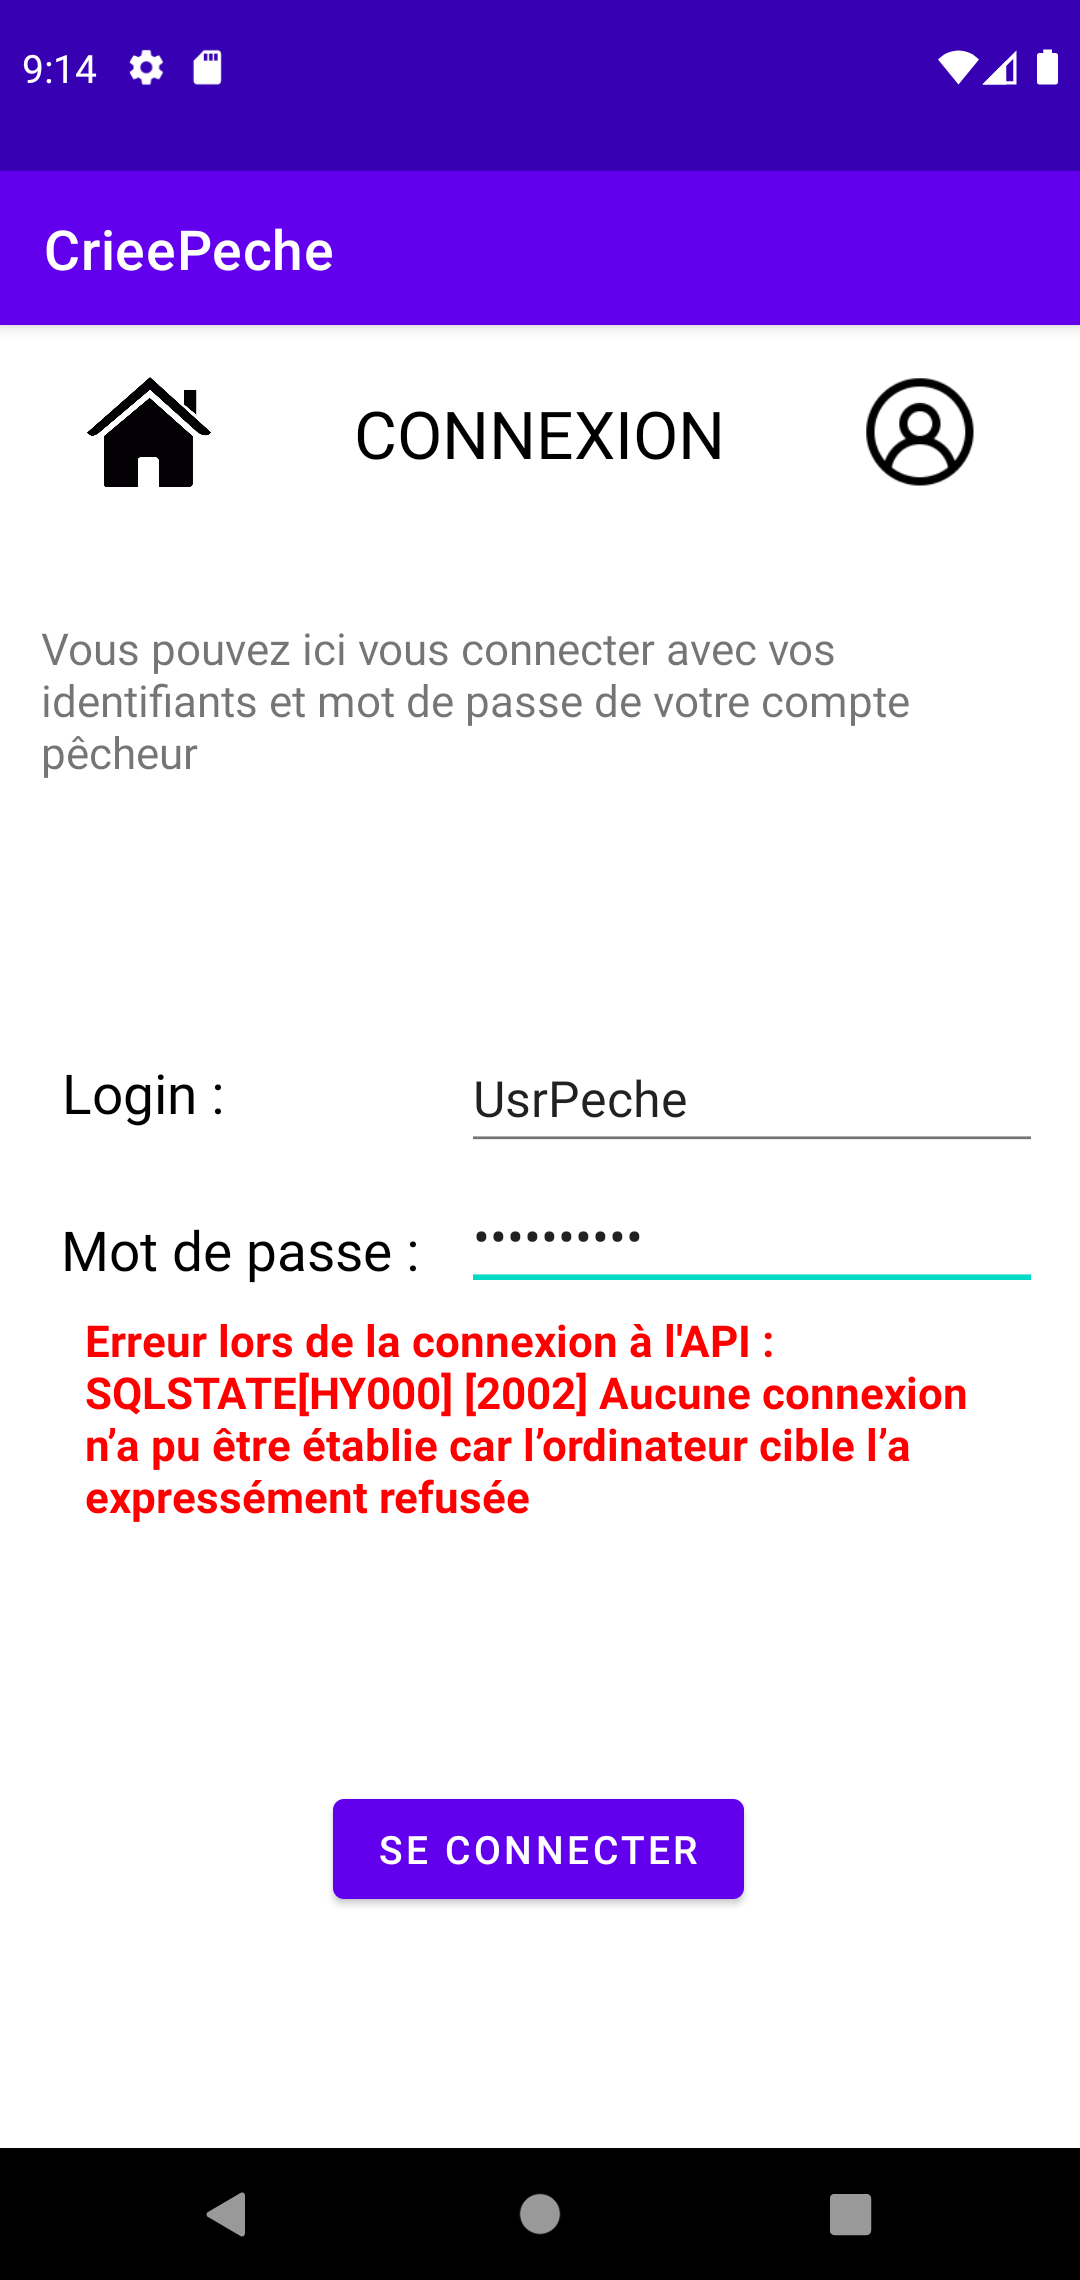 9:14
CrieePeche
CONNEXION
Vous pouvez ici vous connecter avec vos
identifiants et mot de passe de votre compte
pêcheur
Login :
UsrPeche
Mot de passe :
••••••••••
Erreur lors de la connexion à l'API :
SQLSTATE[HY000] [2002] Aucune connexion
n’a pu être établie car l’ordinateur cible l’a
expressément refusée
SE CONNECTER